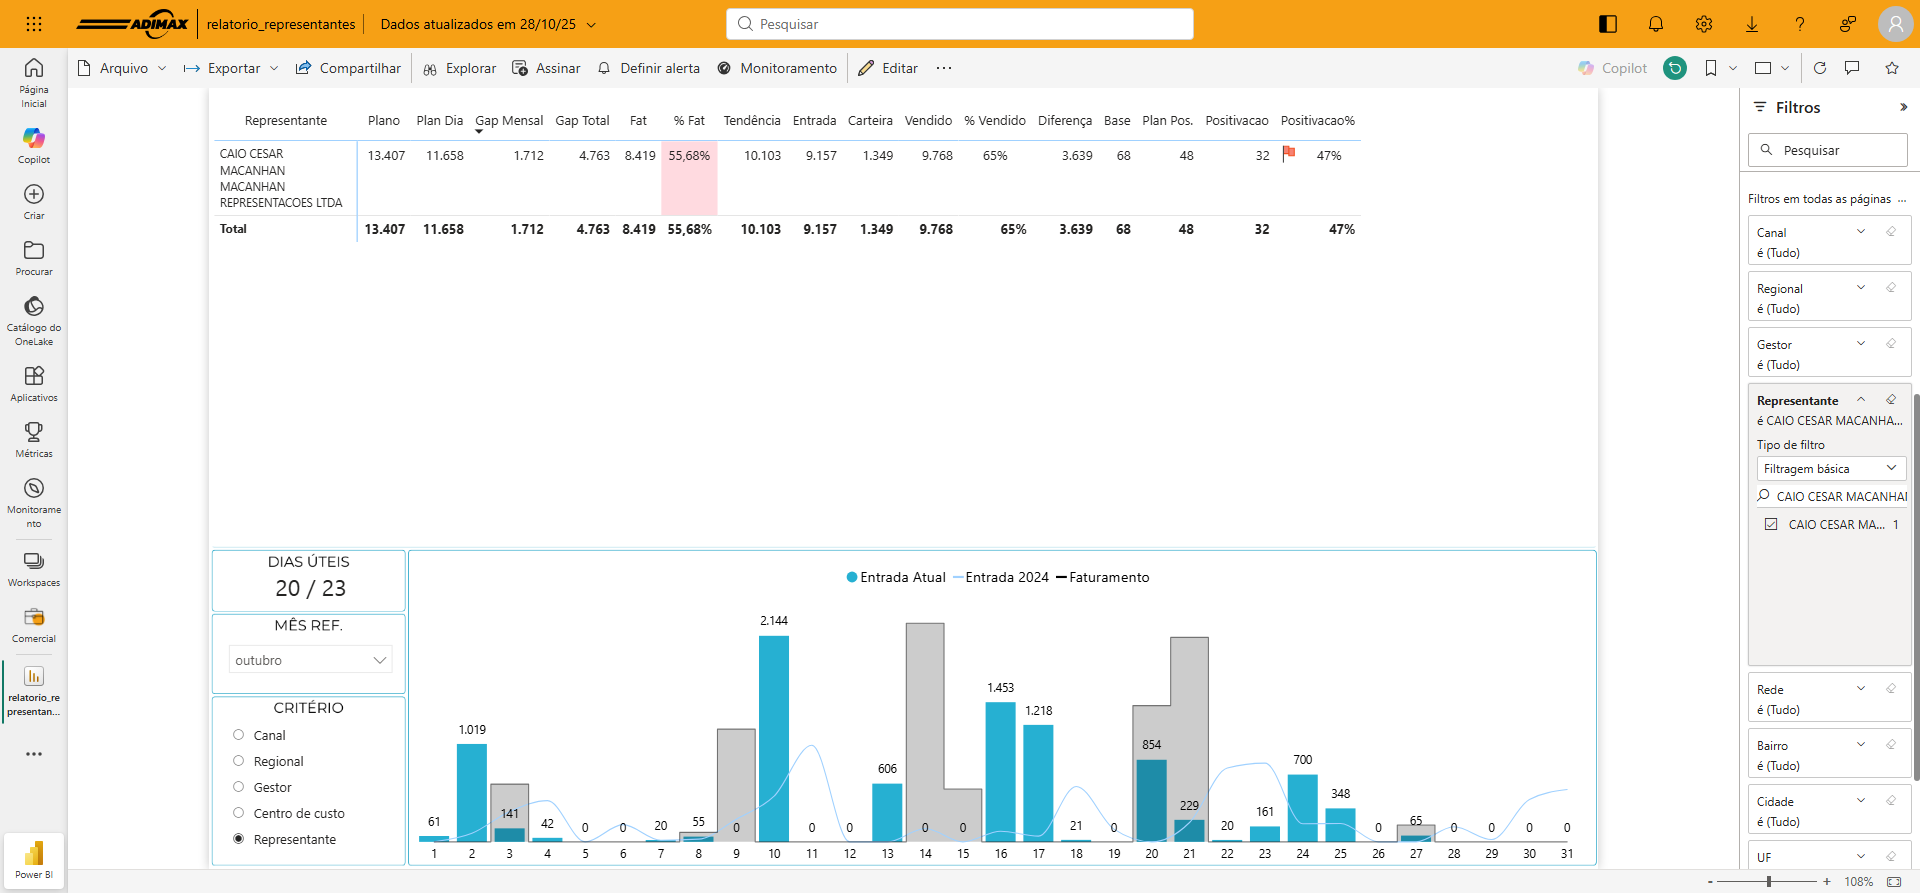 ADIMAX
relatorio_representantes
Dados atualizados em 28/10/25
Pesquisar
Arquivo
Exportar
Compartilhar
Explorar
Assinar
Definir alerta
Monitoramento
Editar
Copilot
Página
Inicial
Copilot
Criar
Procurar
Catálogo do
OneLake
Aplicativos
Métricas
Monitorame
nto
Workspaces
Comercial
relatorio_re
presentan...
Power BI
Representante Plano Plan Dia Gap Mensal Gap Total Fat % Fat Tendência Entrada Carteira Vendido % Vendido Diferença Base Plan Pos. Positivacao Positivacao%
CAIO CESAR
MACANHAN
MACANHAN
REPRESENTACOES LTDA
13.407 11.658 1.712 4.763 8.419 55,68% 10.103 9.157 1.349 9.768 65% 3.639 68 48 32 47%
Total 13.407 11.658 1.712 4.763 8.419 55,68% 10.103 9.157 1.349 9.768 65% 3.639 68 48 32 47%
DIAS ÚTEIS
20 / 23
MÊS REF.
outubro
CRITÉRIO
Canal
Regional
Gestor
Centro de custo
Representante
Entrada Atual Entrada 2024 Faturamento
61 1.019 141 42 0 0 20 55 0 2.144 0 0 606 0 0 1.453 1.218 21 0 854 229 20 161 700 348 0 65 0 0 0 0
1 2 3 4 5 6 7 8 9 10 11 12 13 14 15 16 17 18 19 20 21 22 23 24 25 26 27 28 29 30 31
Filtros
Pesquisar
Filtros em todas as páginas ...
Canal
é (Tudo)
Regional
é (Tudo)
Gestor
é (Tudo)
Representante
é CAIO CESAR MACANHA...
Tipo de filtro
Filtragem básica
CAIO CESAR MACANHAN
CAIO CESAR MA... 1
Rede
é (Tudo)
Bairro
é (Tudo)
Cidade
é (Tudo)
UF
- + 108%